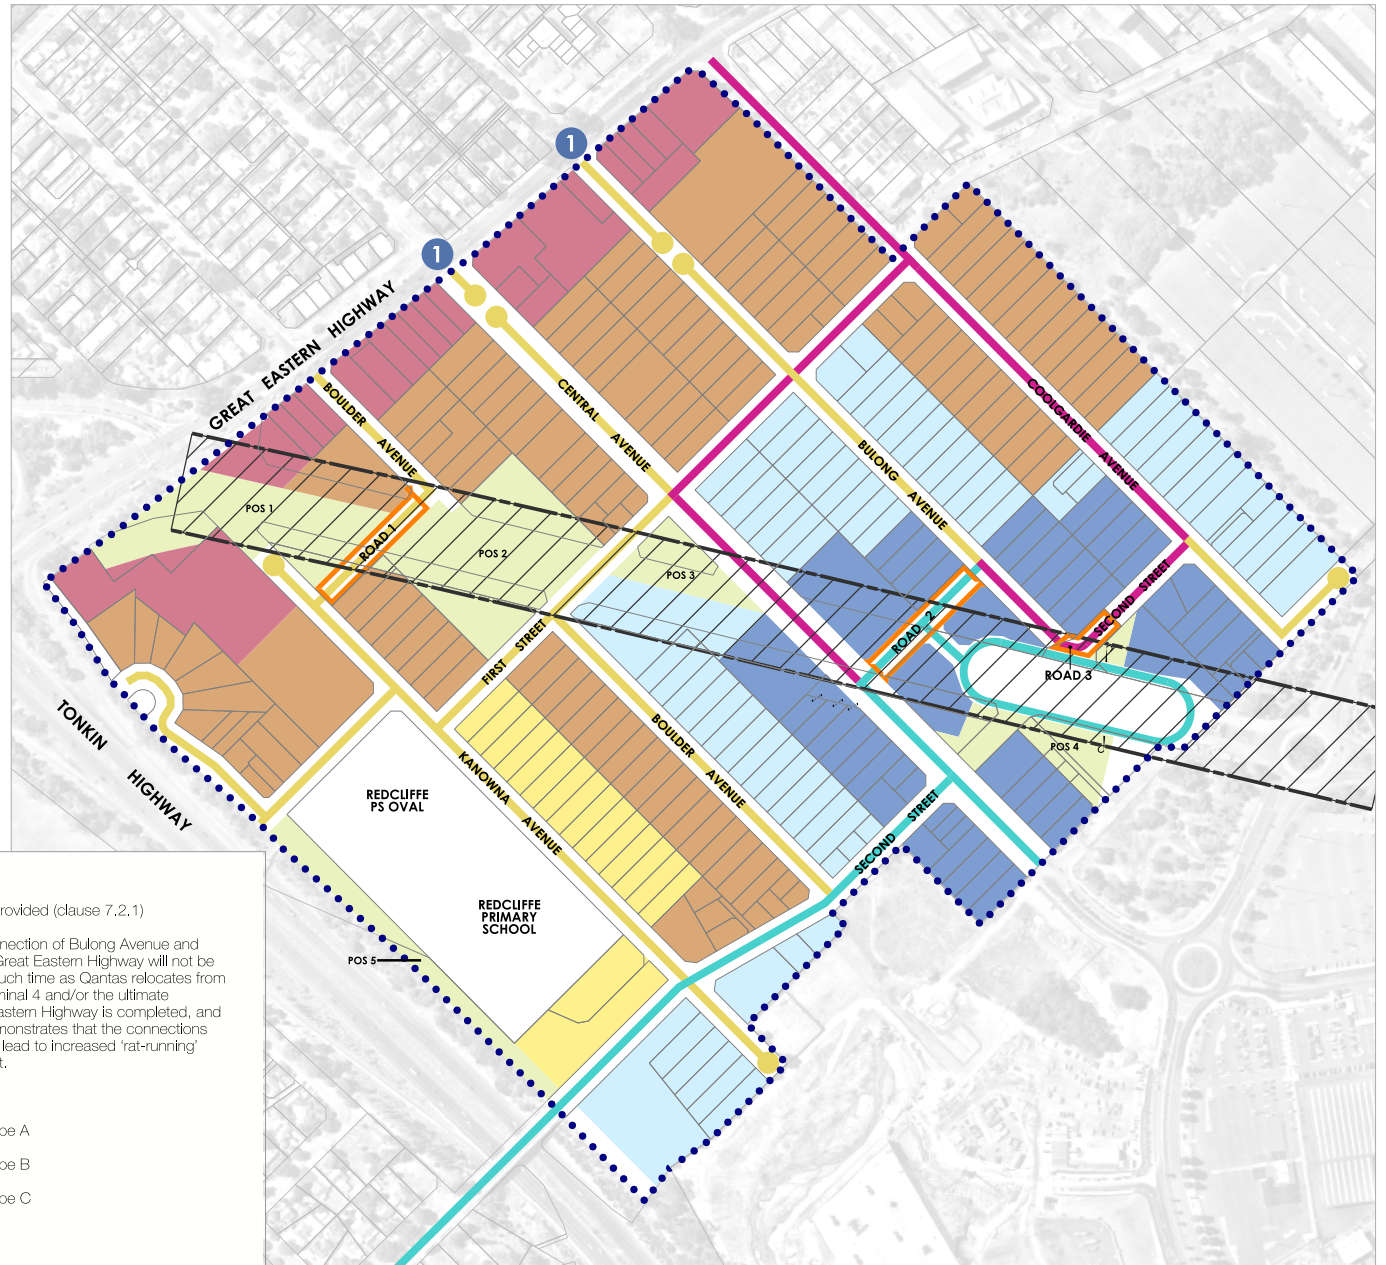 1
1
GREAT EASTERN HIGHWAY
BOULDER AVENUE
CENTRAL AVENUE
COOLGARDIE AVENUE
BULONG AVENUE
POS 1
ROAD 1
POS 2
POS 3
ROAD 2
SECOND STREET
ROAD 3
FIRST STREET
POS 4
TONKIN HIGHWAY
BOULDER AVENUE
KANOWNA AVENUE
REDCLIFFE
PS OVAL
SECOND STREET
REDCLIFFE
PRIMARY
SCHOOL
POS 5
rovided (clause 7.2.1)
nection of Bulong Avenue and
Great Eastern Highway will not be
uch time as Qantas relocates from
minal 4 and/or the ultimate
astern Highway is completed, and
monstrates that the connections
lead to increased 'rat-running'
t.
pe A
pe B
pe C